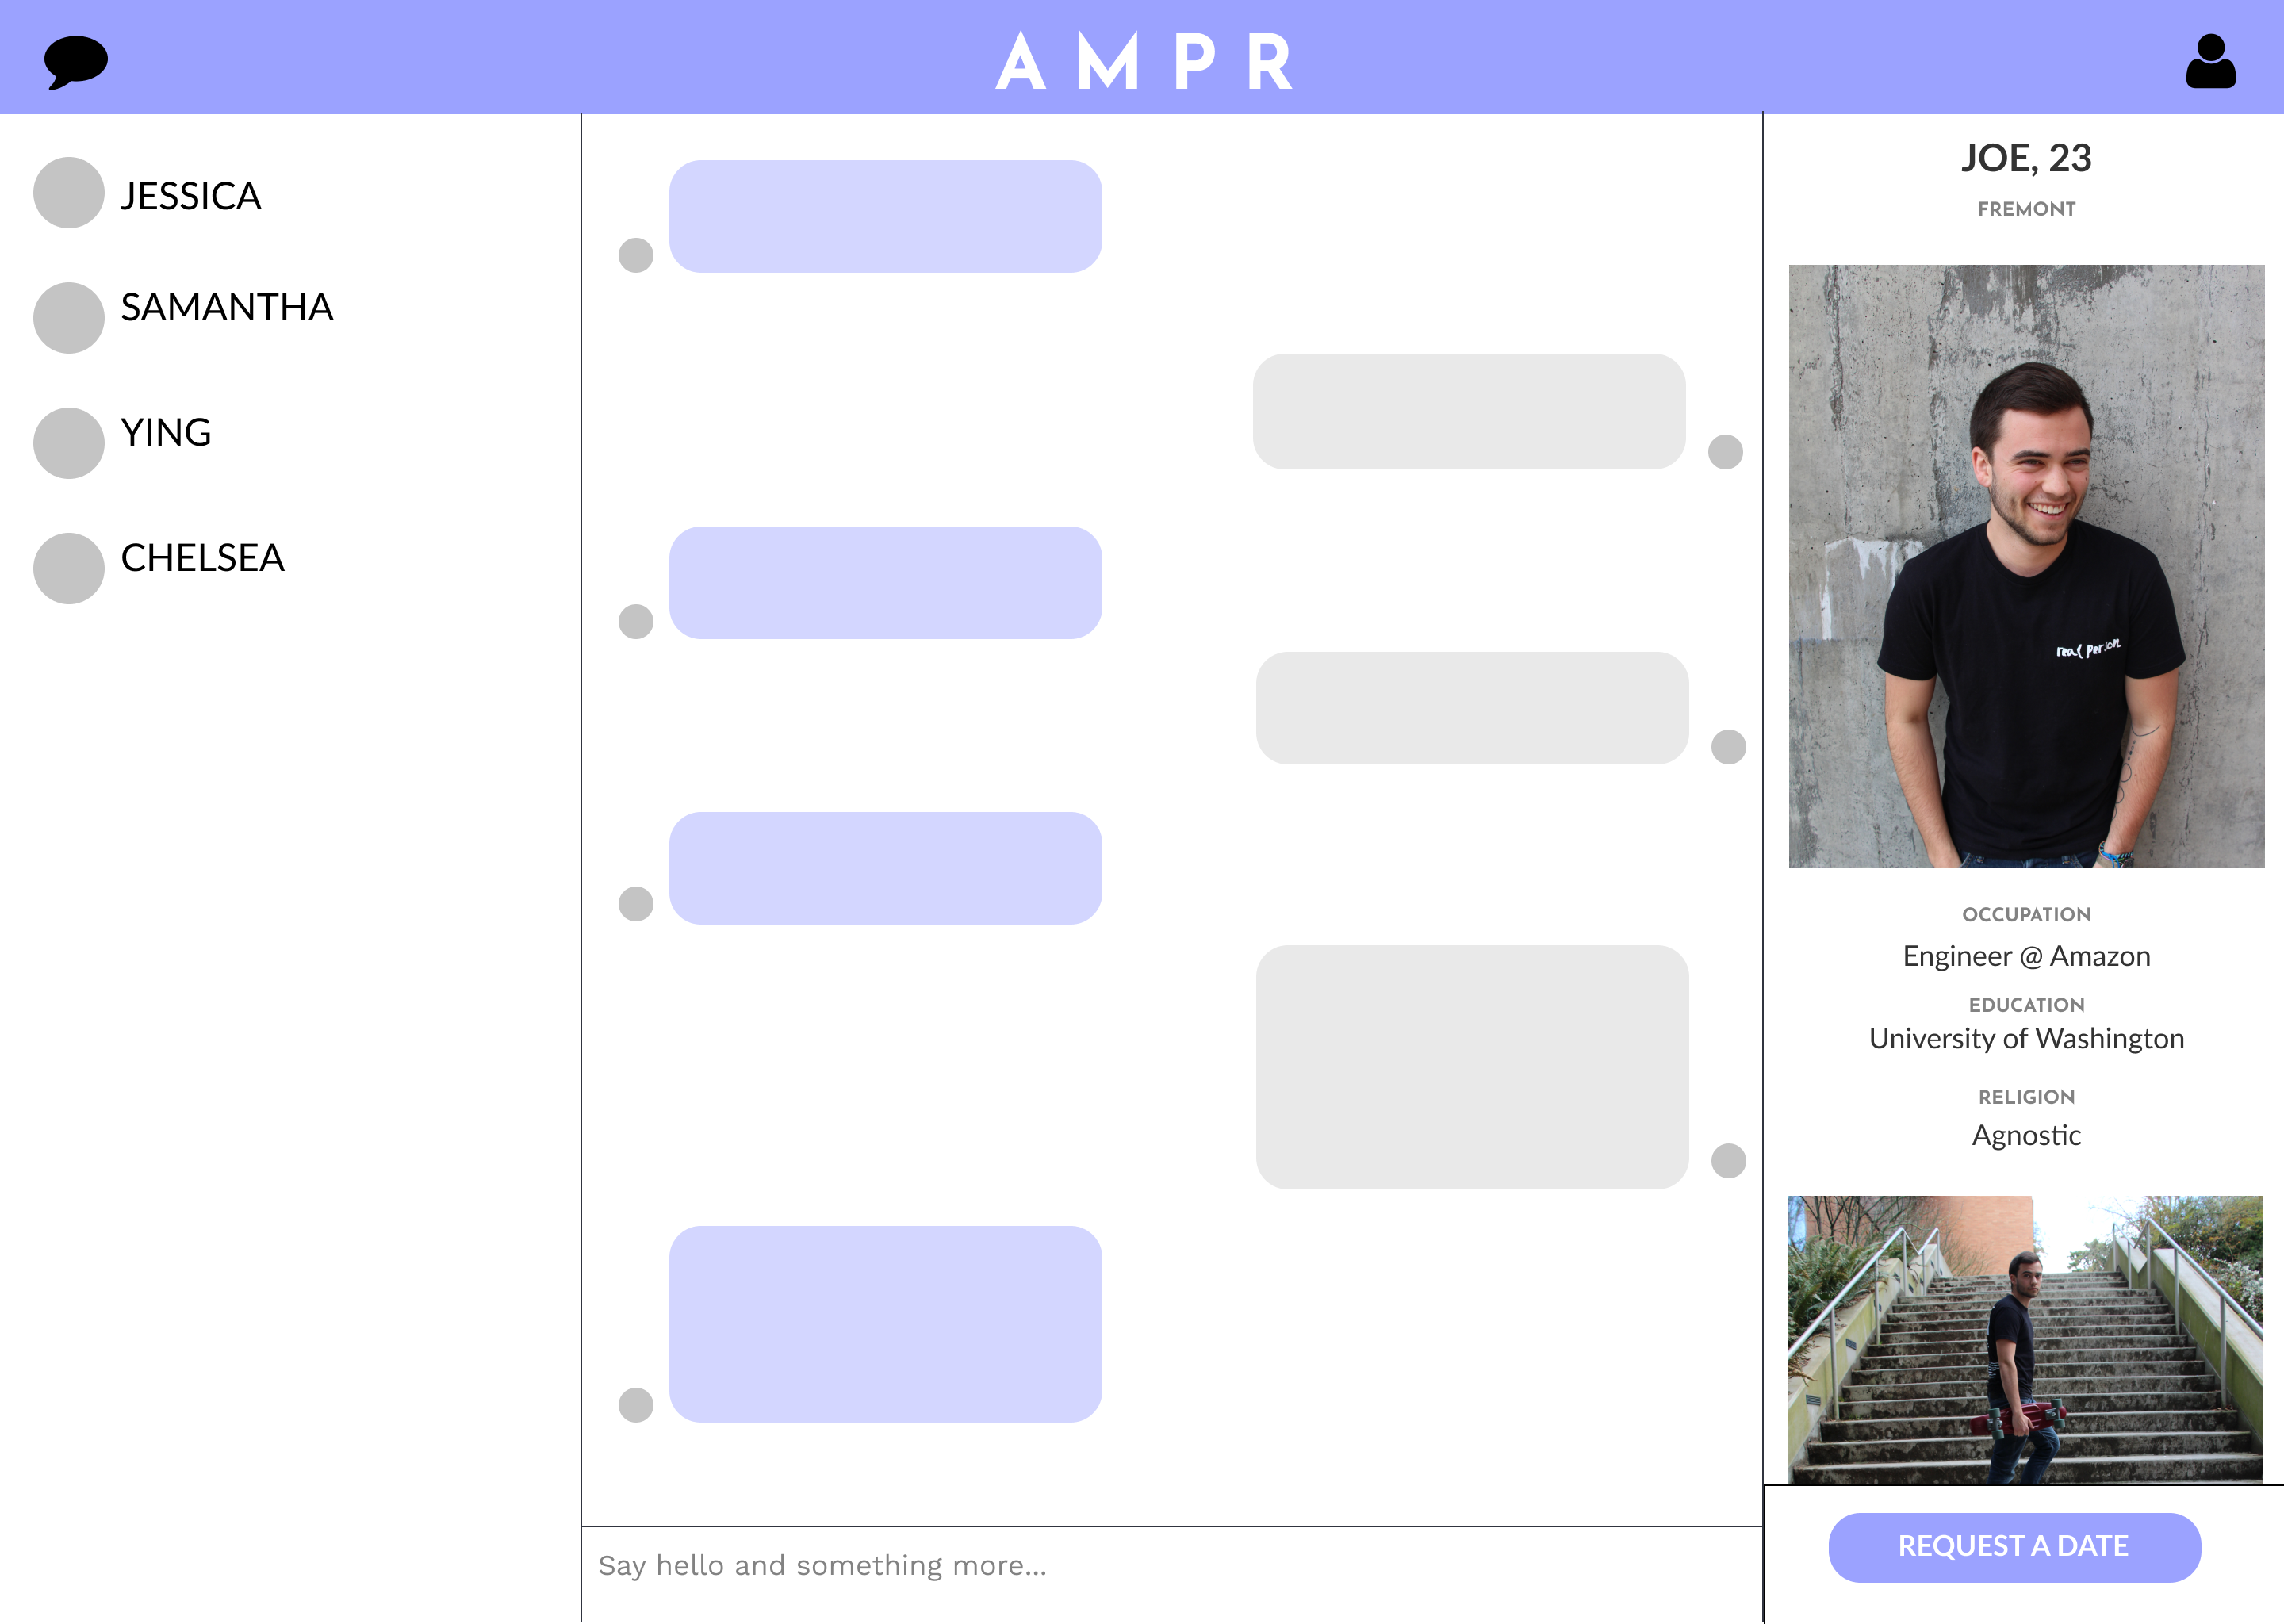 AMPR
JESSICA
SAMANTHA
YING
CHELSEA
Say hello and something more...
JOE, 23
FREMONT
real person
OCCUPATION
Engineer @ Amazon
EDUCATION
University of Washington
RELIGION
Agnostic
REQUEST A DATE